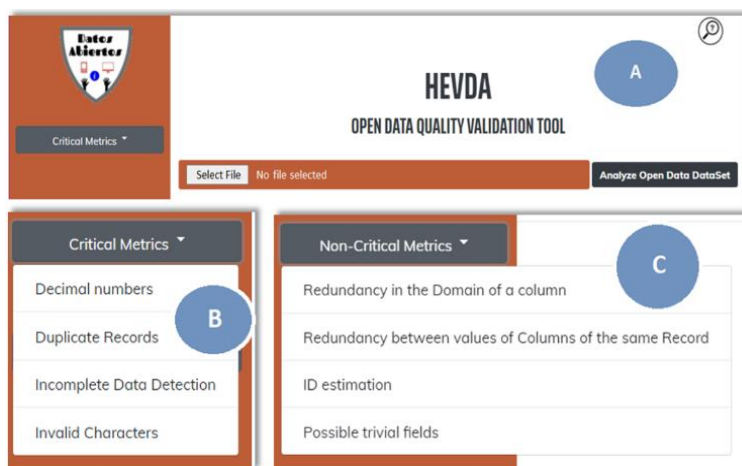 Datos
Abiertos
Critical Metrics
HEVDA
OPEN DATA QUALITY VALIDATION TOOL
A
Select File No file selected
Analyze Open Data DataSet
Critical Metrics
Decimal numbers
Duplicate Records
Incomplete Data Detection
Invalid Characters
B
Non-Critical Metrics
Redundancy in the Domain of a column
Redundancy between values of Columns of the same Record
ID estimation
Possible trivial fields
C